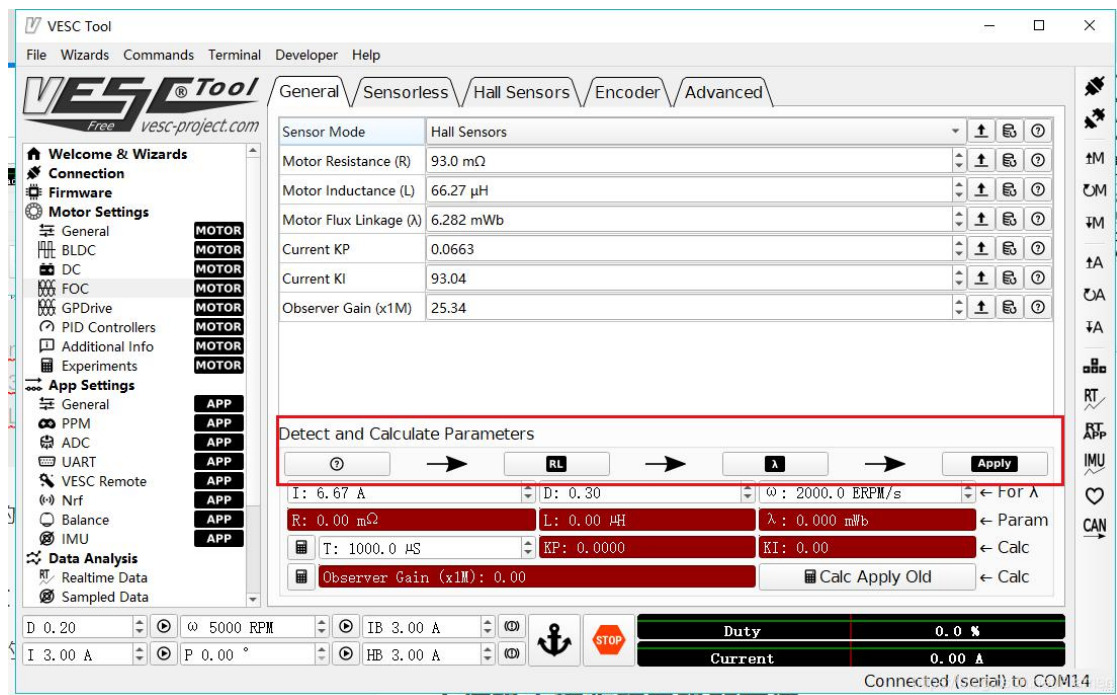 VESC Tool
File Wizards Commands Terminal Developer Help
VESC® Tool
Free vesc-project.com
General Sensorless Hall Sensors Encoder Advanced
Welcome & Wizards
Connection
Firmware
Motor Settings
General MOTOR
BLDC MOTOR
DC MOTOR
FOC MOTOR
GPDrive MOTOR
PID Controllers MOTOR
Additional Info MOTOR
Experiments MOTOR
App Settings
General APP
PPM APP
ADC APP
UART APP
VESC Remote APP
Nrf APP
Balance APP
IMU APP
Data Analysis
Realtime Data
Sampled Data
Sensor Mode Hall Sensors
Motor Resistance (R) 93.0 mΩ
Motor Inductance (L) 66.27 µH
Motor Flux Linkage (λ) 6.282 mWb
Current KP 0.0663
Current KI 93.04
Observer Gain (x1M) 25.34
Detect and Calculate Parameters
? RL λ Apply
I: 6.67 A D: 0.30 ω: 2000.0 ERPM/s ← For λ
R: 0.00 mΩ L: 0.00 µH λ: 0.000 mWb ← Param
T: 1000.0 µS KP: 0.0000 KI: 0.00 ← Calc
Observer Gain (x1M): 0.00 Calc Apply Old ← Calc
M
M
M
A
A
A
RT
RT
APP
IMU
CAN
D 0.20 ω 5000 RPM IB 3.00 A STOP Duty 0.0 %
I 3.00 A P 0.00 ° HB 3.00 A Current 0.00 A
Connected (serial) to COM14